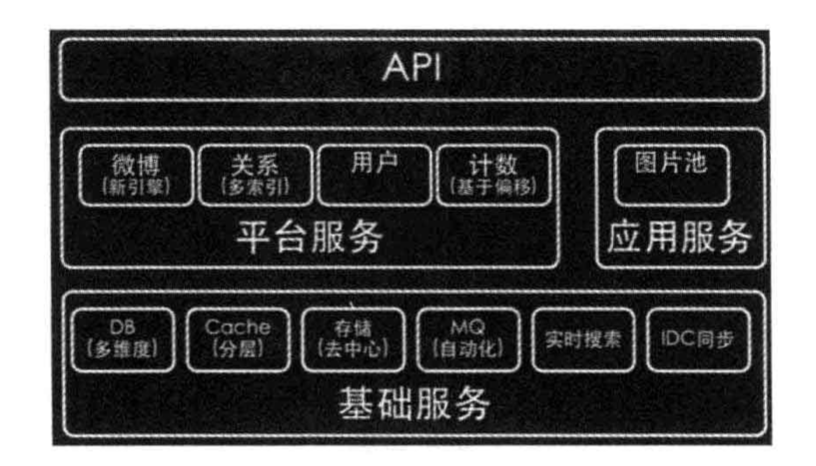 API
微博
(新引擎)
关系
(多索引)
用户
计数
(基于偏移)
平台服务
图片池
应用服务
DB
(多维度)
Cache
(分层)
存储
(去中心)
MQ
(自动化)
实时搜索
IDC同步
基础服务